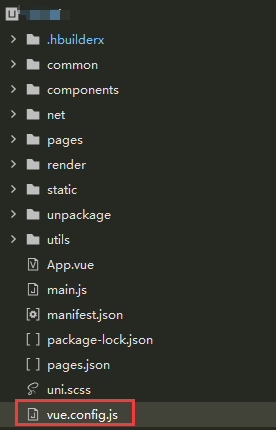 .hbuilderx
common
components
net
pages
render
static
unpackage
utils
App.vue
main.js
manifest.json
package-lock.json
pages.json
uni.scss
vue.config.js